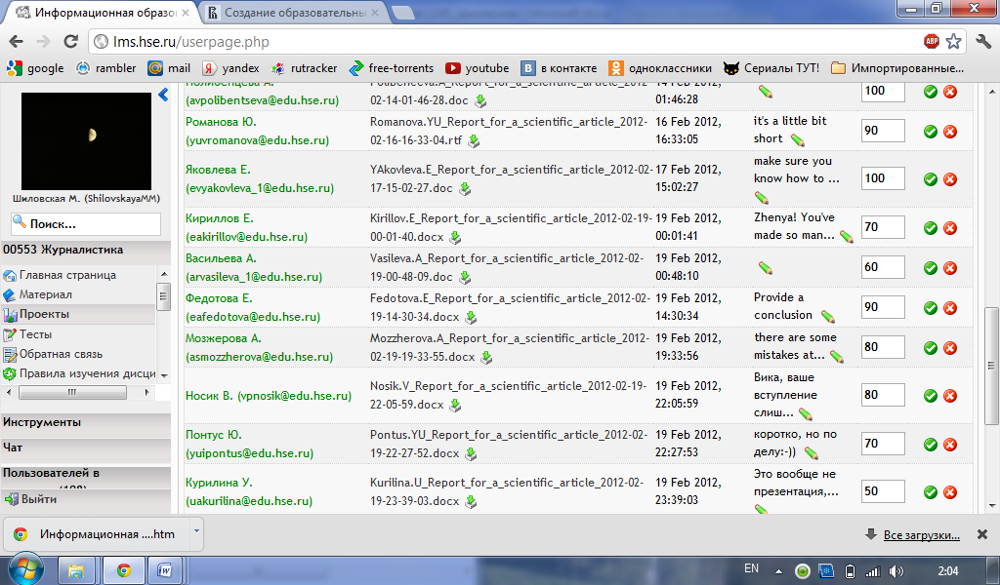 Информационная образо
Создание образовательны
lms.hse.ru/userpage.php
ABP
google rambler mail yandex rutracker free-torrents youtube в контакте одноклассники Сериалы ТУТ! Импортированные...
Шиловская М. (ShilovskayaMM)
Поиск...
00553 Журналистика
Главная страница
Материал
Проекты
Тесты
Обратная связь
Правила изучения дисци
Инструменты
Чат
Пользователей в
Выйти
(avpolibentseva@edu.hse.ru)
02-14-01-46-28.doc
14 Feb 2012,
01:46:28
100
Романова Ю.
(yuvromanova@edu.hse.ru)
Romanova.YU_Report_for_a_scientific_article_2012-
02-16-16-33-04.rtf
16 Feb 2012,
16:33:05
it's a little bit
short
90
Яковлева Е.
(evyakovleva_1@edu.hse.ru)
YAkovleva.E_Report_for_a_scientific_article_2012-02-
17-15-02-27.doc
17 Feb 2012,
15:02:27
make sure you
know how to ...
100
Кириллов Е.
(eakirillov@edu.hse.ru)
Kirillov.E_Report_for_a_scientific_article_2012-02-19-
00-01-40.docx
19 Feb 2012,
00:01:41
Zhenya! You've
made so man...
70
Васильева А.
(arvasileva_1@edu.hse.ru)
Vasileva.A_Report_for_a_scientific_article_2012-02-
19-00-48-09.doc
19 Feb 2012,
00:48:10
60
Федотова Е.
(eafedotova@edu.hse.ru)
Fedotova.E_Report_for_a_scientific_article_2012-02-
19-14-30-34.docx
19 Feb 2012,
14:30:34
Provide a
conclusion
90
Мозжерова А.
(asmozzherova@edu.hse.ru)
Mozzherova.A_Report_for_a_scientific_article_2012-
02-19-19-33-55.docx
19 Feb 2012,
19:33:56
there are some
mistakes at...
80
Носик В. (vpnosik@edu.hse.ru)
Nosik.V_Report_for_a_scientific_article_2012-02-19-
22-05-59.docx
19 Feb 2012,
22:05:59
Вика, ваше
вступление
слиш...
80
Понтус Ю.
(yuipontus@edu.hse.ru)
Pontus.YU_Report_for_a_scientific_article_2012-02-
19-22-27-52.docx
19 Feb 2012,
22:27:53
коротко, но по
делу:-))
70
Курилина У.
(uakurilina@edu.hse.ru)
Kurilina.U_Report_for_a_scientific_article_2012-02-
19-23-39-03.docx
19 Feb 2012,
23:39:03
Это вообще не
презентация,...
50
Информационная ....htm
Все загрузки...
EN
2:04